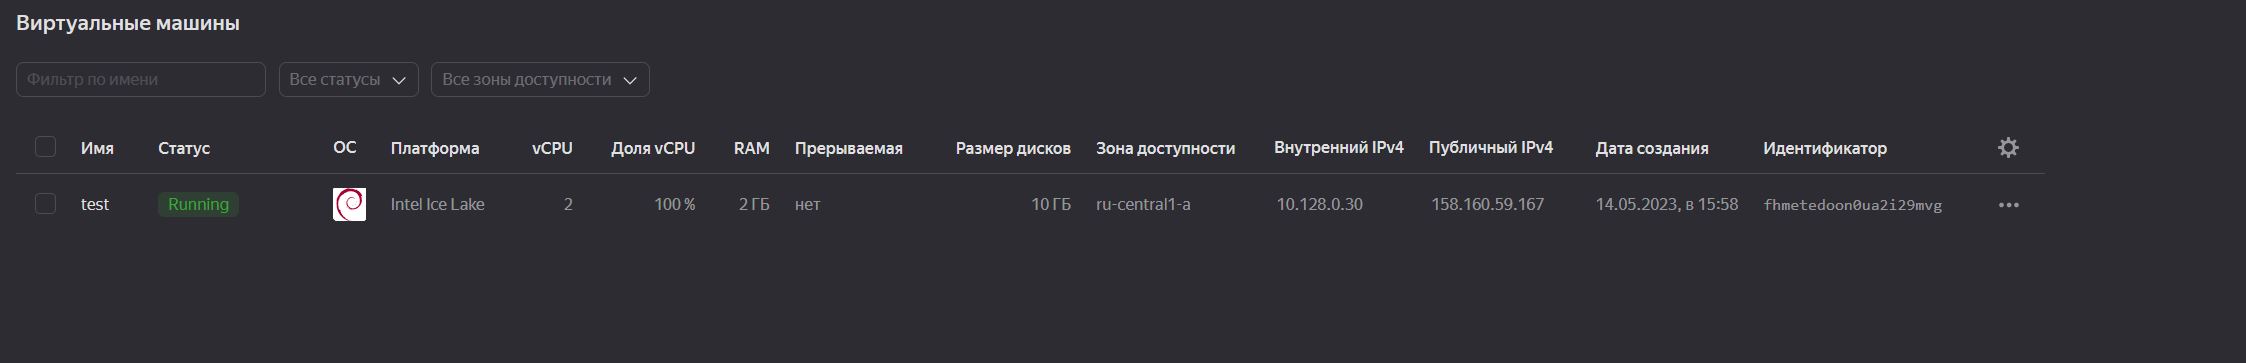 Виртуальные машины
Фильтр по имени Все статусы Все зоны доступности
Имя Статус ОС Платформа vCPU Доля vCPU RAM Прерываемая Размер дисков Зона доступности Внутренний IPv4 Публичный IPv4 Дата создания Идентификатор
test Running Intel Ice Lake 2 100 % 2 ГБ нет 10 ГБ ru-central1-a 10.128.0.30 158.160.59.167 14.05.2023, в 15:58 fhmetedoon0ua2i29mvg